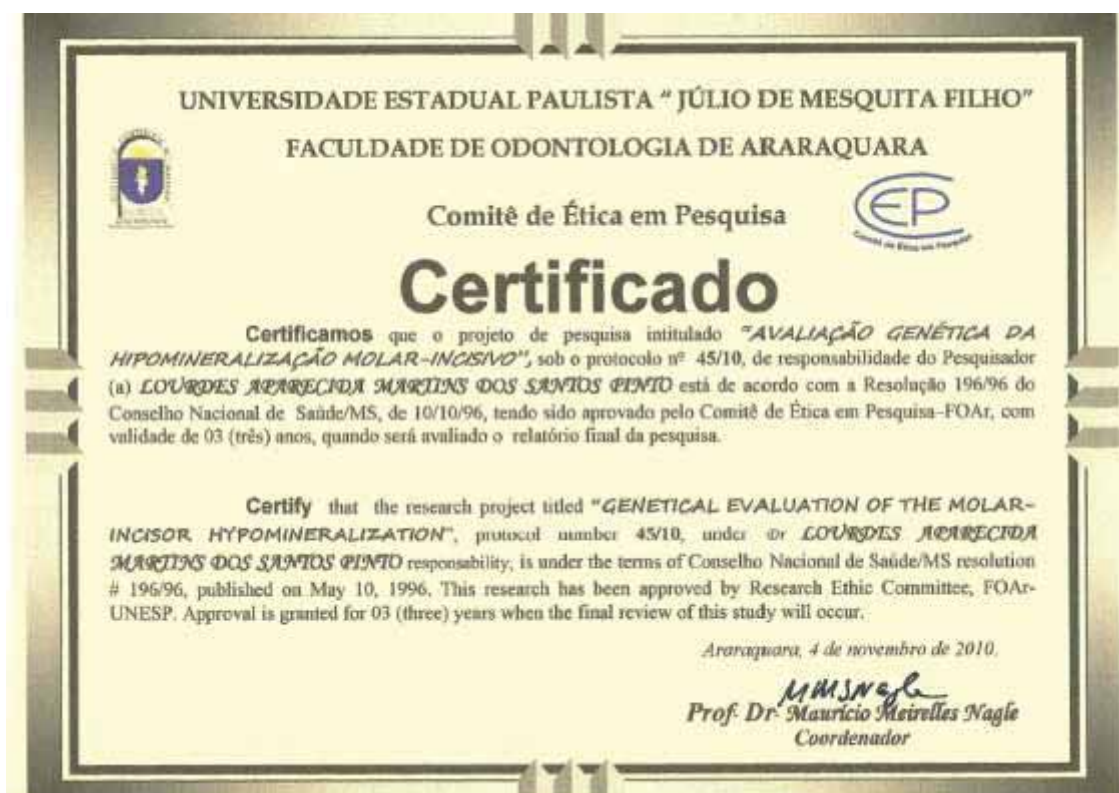 UNIVERSIDADE ESTADUAL PAULISTA “ JÚLIO DE MESQUITA FILHO”
FACULDADE DE ODONTOLOGIA DE ARARAQUARA
Comitê de Ética em Pesquisa
CEP
Comitê de Ética em Pesquisa
Certificado
Certificamos que o projeto de pesquisa intitulado "AVALIAÇÃO GENÉTICA DA
HIPOMINERALIZAÇÃO MOLAR-INCISIVO", sob o protocolo nº 45/10, de responsabilidade do Pesquisador
(a) LOURDES APARECIDA MARTINS DOS SANTOS PINTO está de acordo com a Resolução 196/96 do
Conselho Nacional de Saúde/MS, de 10/10/96, tendo sido aprovado pelo Comitê de Ética em Pesquisa-FOAr, com
validade de 03 (três) anos, quando será avaliado o relatório final da pesquisa.
Certify that the research project titled "GENETICAL EVALUATION OF THE MOLAR-
INCISOR HYPOMINERALIZATION", protocol number 45/10, under Dr LOURDES APARECIDA
MARTINS DOS SANTOS PINTO responsability, is under the terms of Conselho Nacional de Saúde/MS resolution
# 196/96, published on May 10, 1996. This research has been approved by Research Ethic Committee, FOAr-
UNESP. Approval is granted for 03 (three) years when the final review of this study will occur.
Araraquara, 4 de novembro de 2010.
MMSNagle
Prof. Dr. Maurício Meirelles Nagle
Coordenador